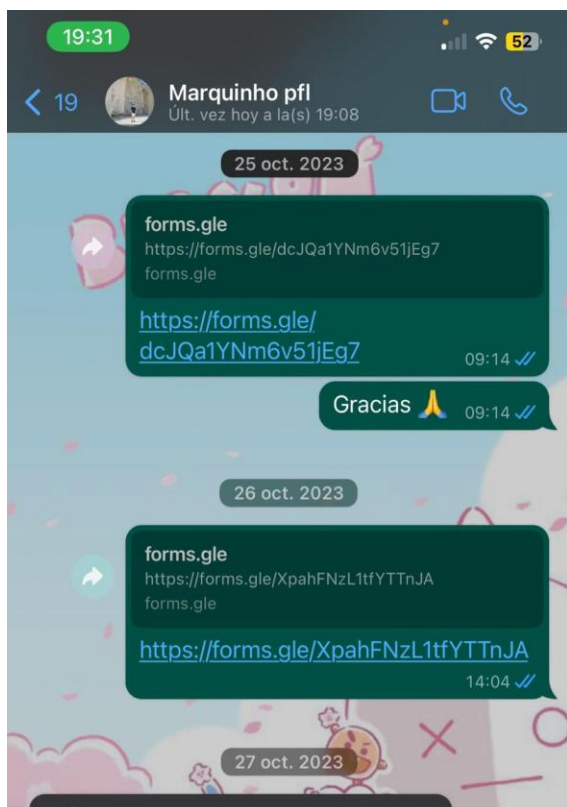 19:31
52
19
Marquinho pfl
Últ. vez hoy a la(s) 19:08
25 oct. 2023
forms.gle
https://forms.gle/dcJQa1YNm6v51jEg7
forms.gle
https://forms.gle/
dcJQa1YNm6v51jEg7
09:14
Gracias 🙏 09:14
26 oct. 2023
forms.gle
https://forms.gle/XpahFNzL1tfYTTnJA
forms.gle
https://forms.gle/XpahFNzL1tfYTTnJA
14:04
27 oct. 2023